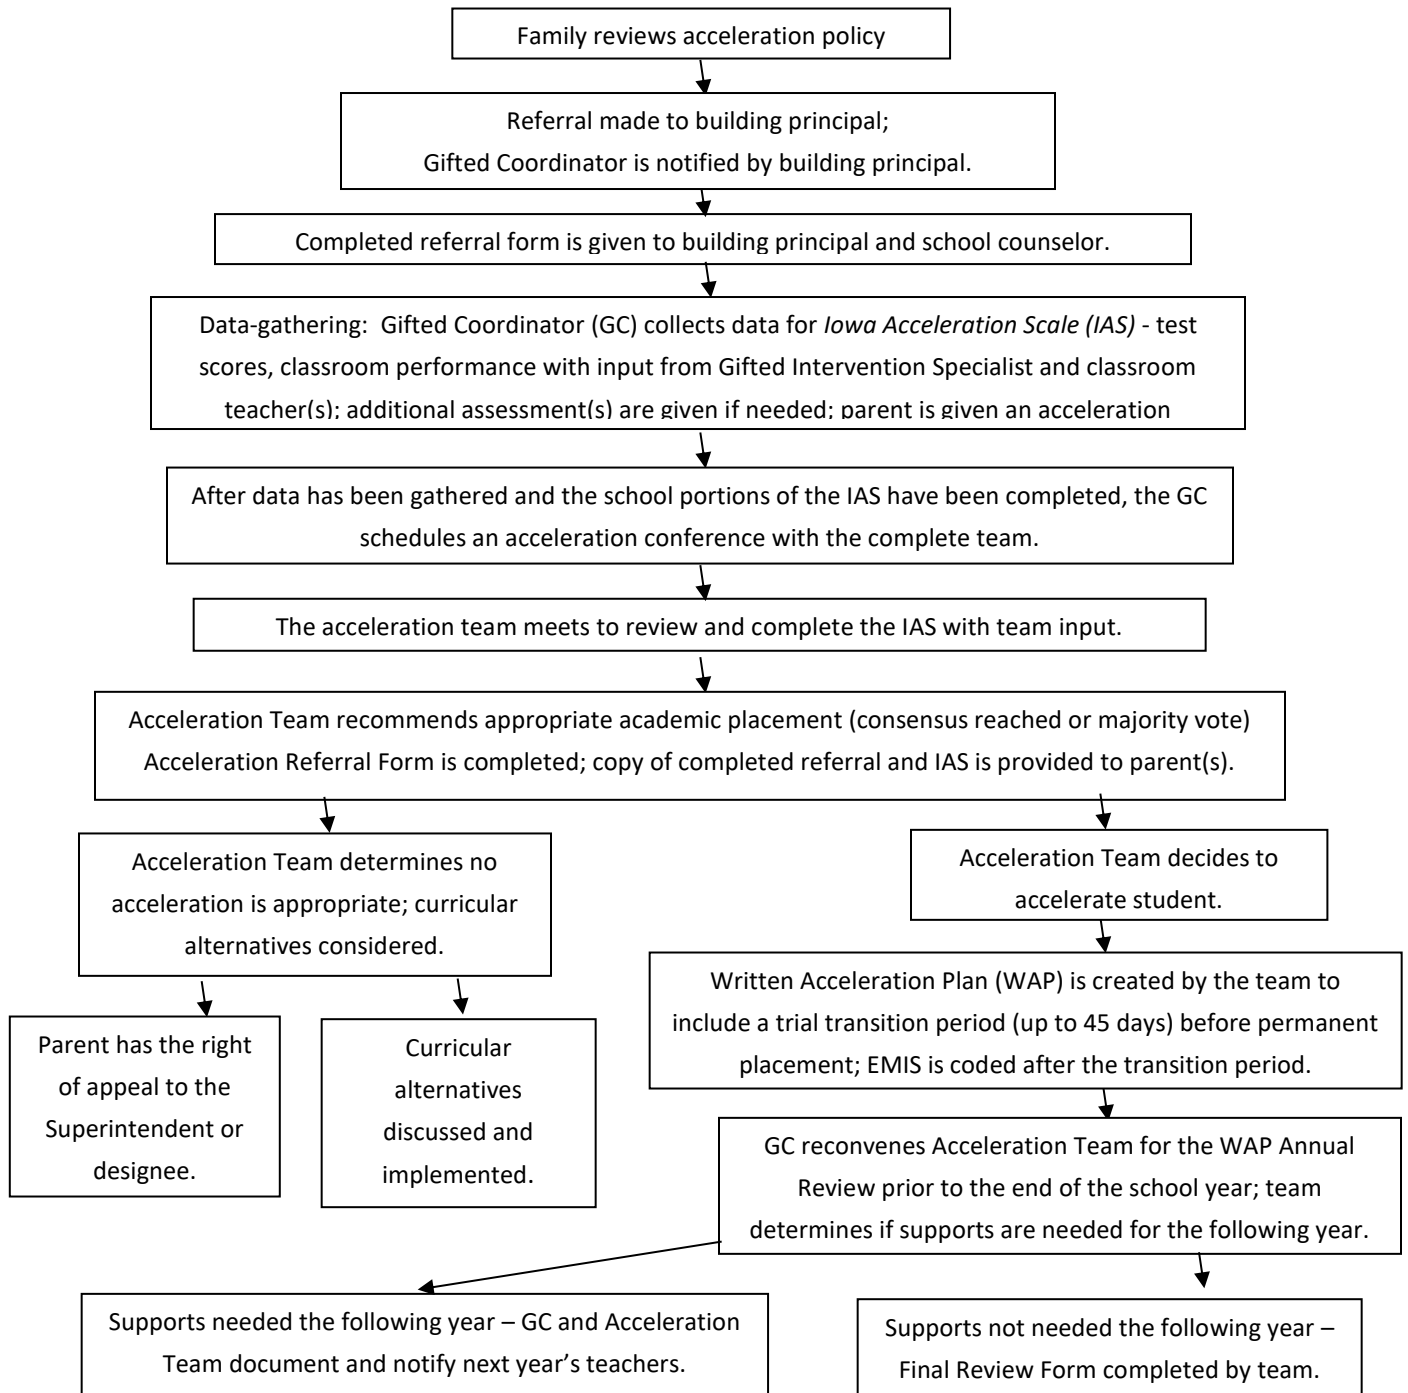 Family reviews acceleration policy
Referral made to building principal;
Gifted Coordinator is notified by building principal.
Completed referral form is given to building principal and school counselor.
Data-gathering:  Gifted Coordinator (GC) collects data for Iowa Acceleration Scale (IAS) - test
scores, classroom performance with input from Gifted Intervention Specialist and classroom
teacher(s); additional assessment(s) are given if needed; parent is given an acceleration
After data has been gathered and the school portions of the IAS have been completed, the GC
schedules an acceleration conference with the complete team.
The acceleration team meets to review and complete the IAS with team input.
Acceleration Team recommends appropriate academic placement (consensus reached or majority vote)
Acceleration Referral Form is completed; copy of completed referral and IAS is provided to parent(s).
Acceleration Team determines no
acceleration is appropriate; curricular
alternatives considered.
Acceleration Team decides to
accelerate student.
Parent has the right
of appeal to the
Superintendent or
designee.
Curricular
alternatives
discussed and
implemented.
Written Acceleration Plan (WAP) is created by the team to
include a trial transition period (up to 45 days) before permanent
placement; EMIS is coded after the transition period.
GC reconvenes Acceleration Team for the WAP Annual
Review prior to the end of the school year; team
determines if supports are needed for the following year.
Supports needed the following year – GC and Acceleration
Team document and notify next year's teachers.
Supports not needed the following year –
Final Review Form completed by team.